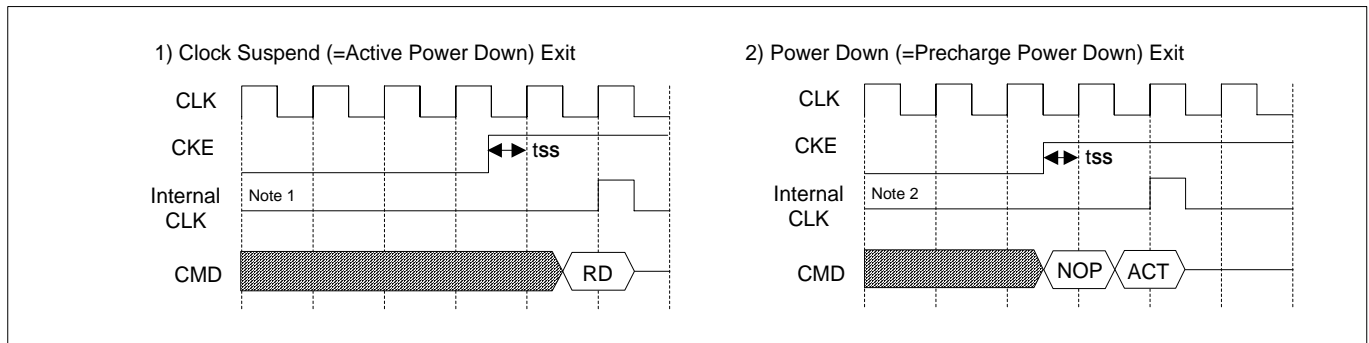 1) Clock Suspend (=Active Power Down) Exit
CLK
CKE
tss
Internal
CLK
Note 1
CMD
RD
2) Power Down (=Precharge Power Down) Exit
CLK
CKE
tss
Internal
CLK
Note 2
CMD
NOP
ACT